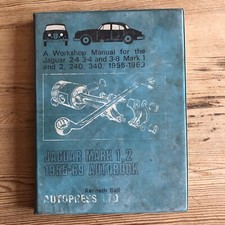 A Workshop Manual for the
Jaguar 2·4 3·4 and 3·8 Mark 1
and 2, 240, 340, 1955-1969
JAGUAR MARK 1, 2
1955-69 AUTOBOOK
Kenneth Ball
AUTOPRESS LTD